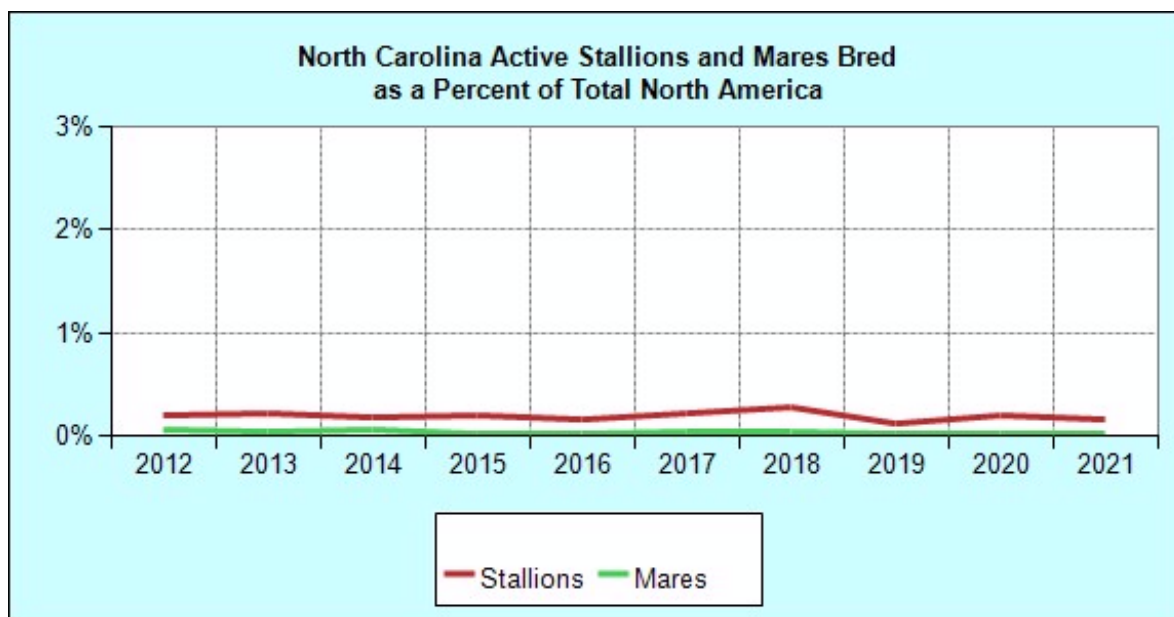 North Carolina Active Stallions and Mares Bred
as a Percent of Total North America
3%
2%
1%
0%
2012 2013 2014 2015 2016 2017 2018 2019 2020 2021
Stallions Mares